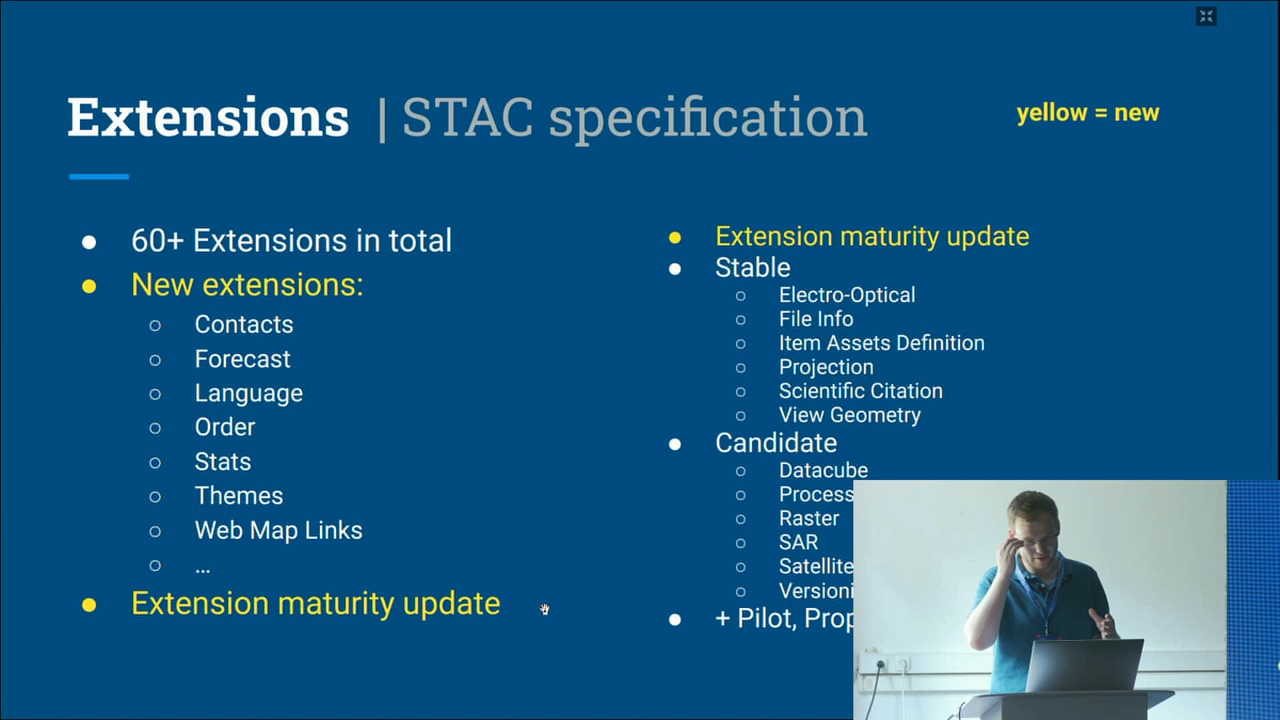 Extensions | STAC specification
yellow = new
60+ Extensions in total
New extensions:
Contacts
Forecast
Language
Order
Stats
Themes
Web Map Links
...
Extension maturity update
Extension maturity update
Stable
Electro-Optical
File Info
Item Assets Definition
Projection
Scientific Citation
View Geometry
Candidate
Datacube
Process
Raster
SAR
Satellite
Versioni
+ Pilot, Prop